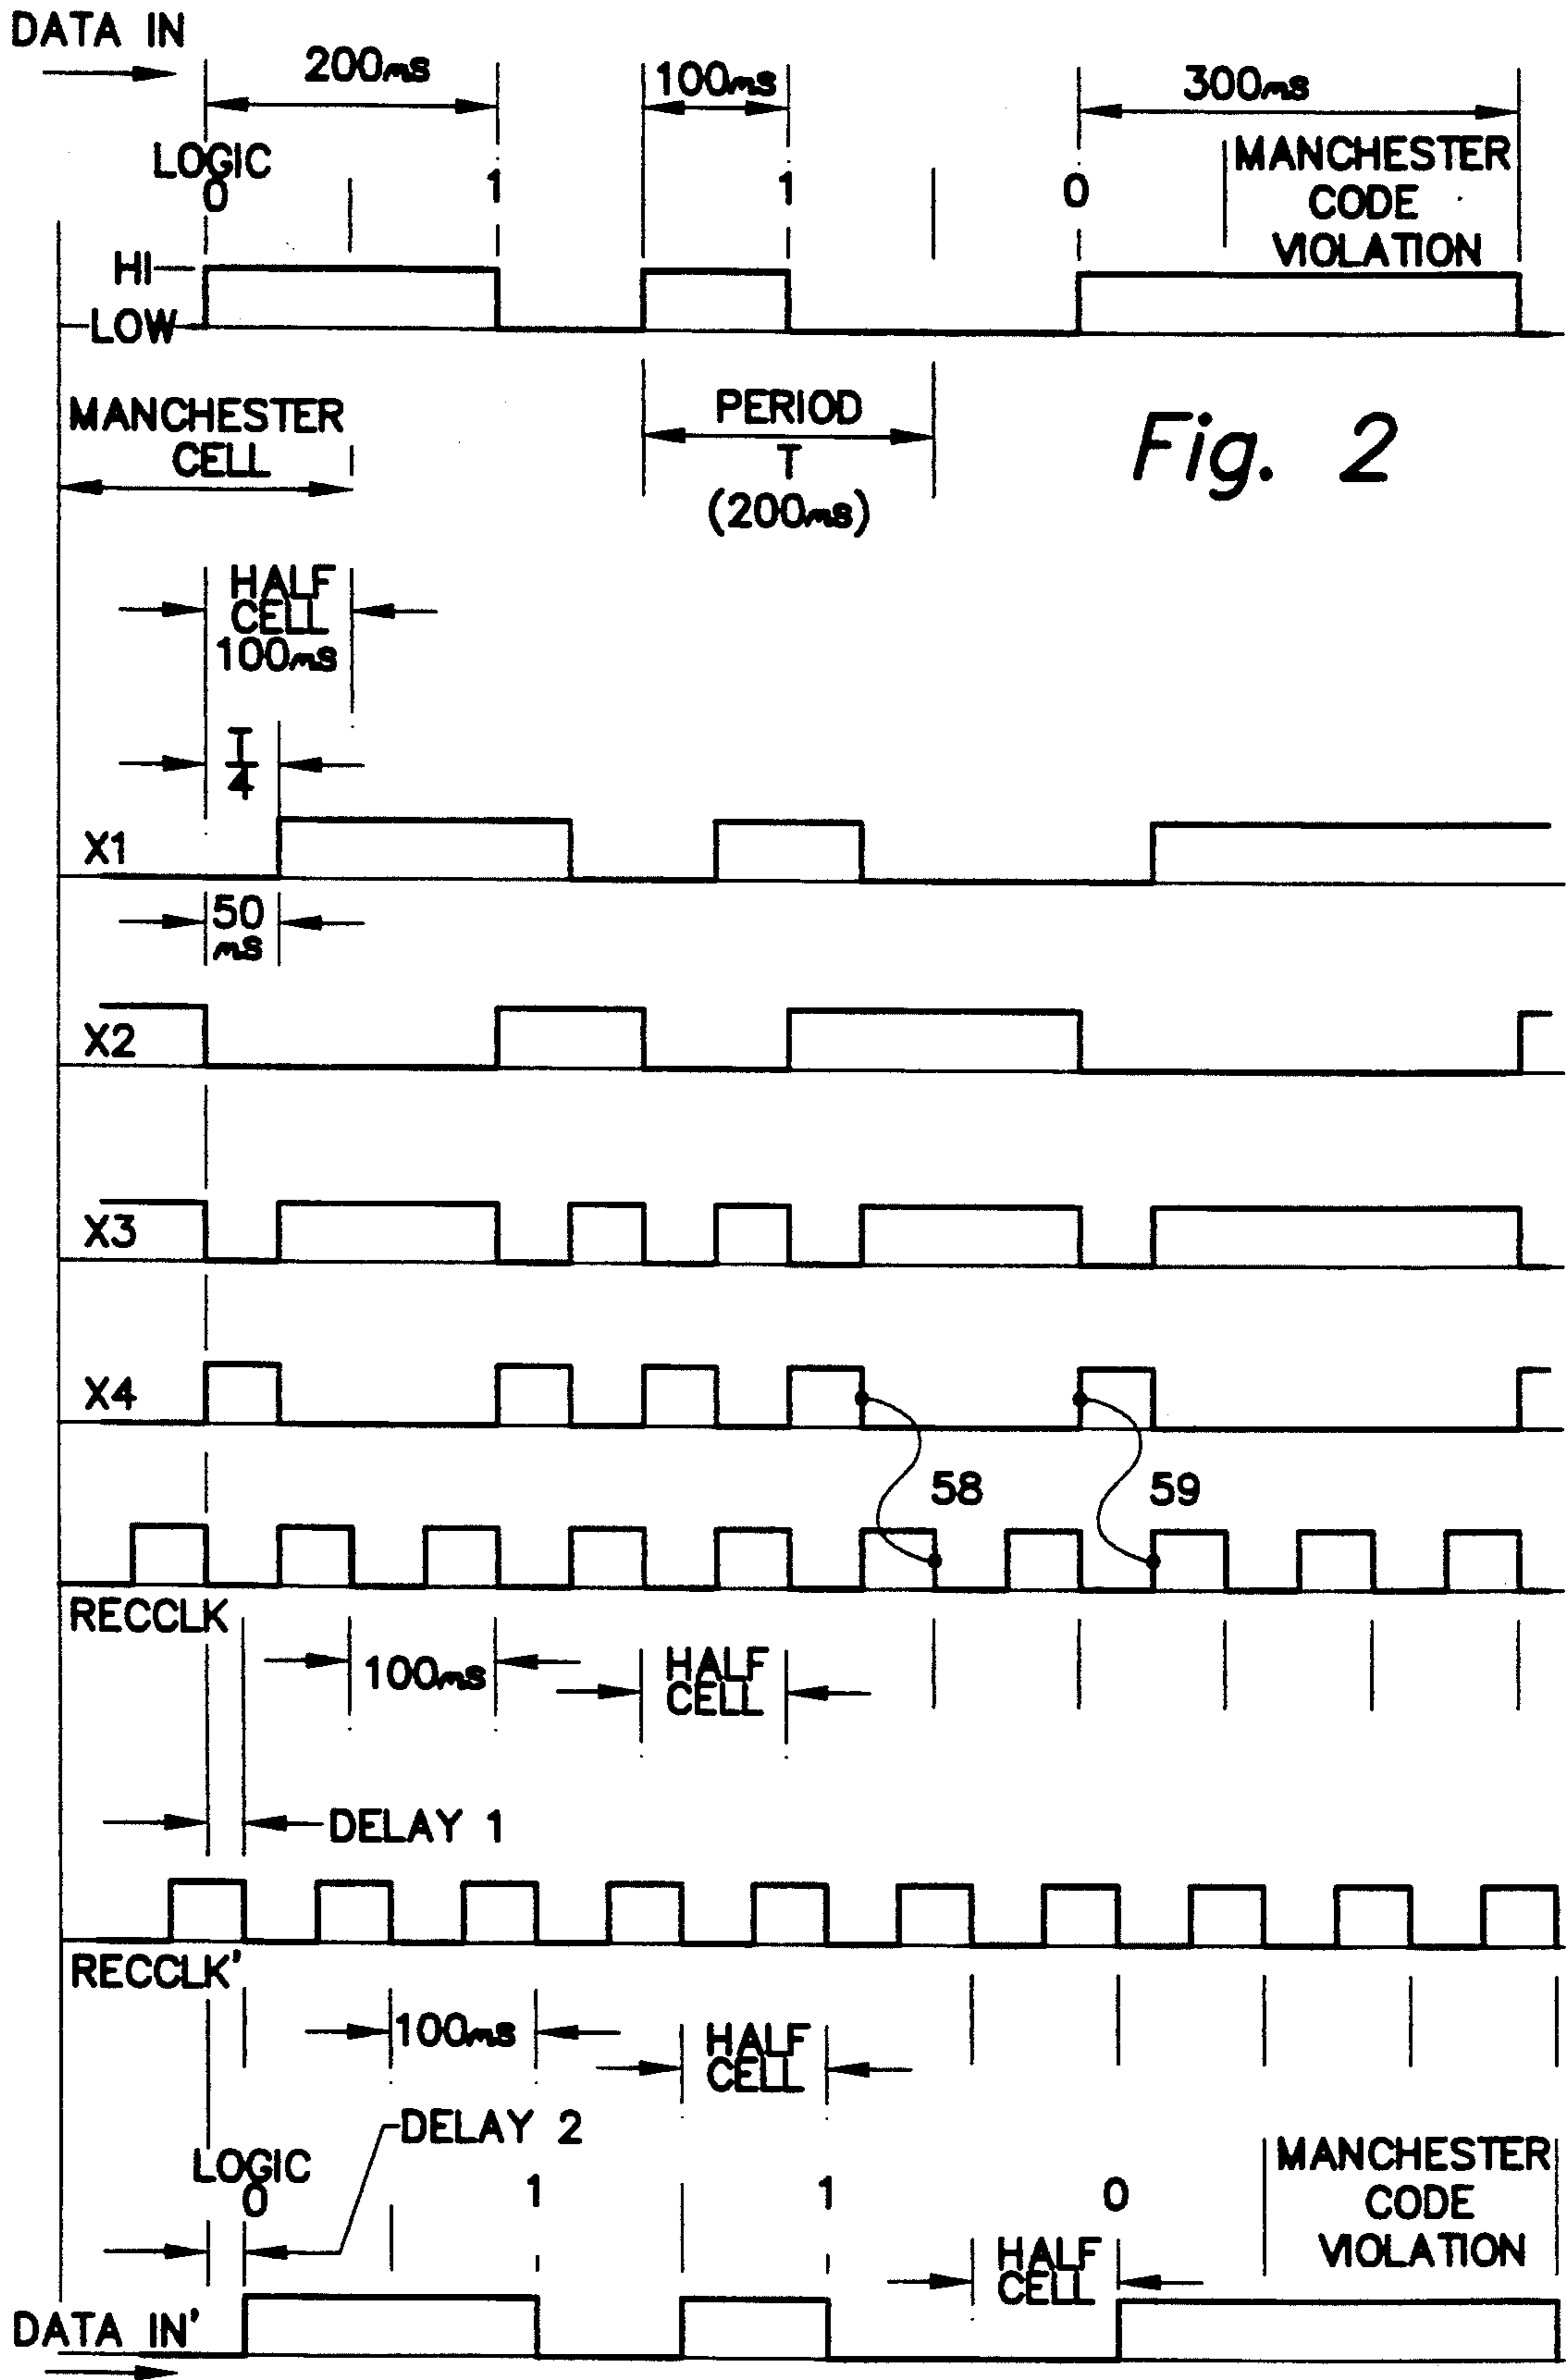 DATA IN
200ms
100ms
300ms
LOGIC
0
1
1
0
MANCHESTER
CODE
VIOLATION
HI
LOW
MANCHESTER
CELL
PERIOD
T
(200ms)
Fig. 2
HALF
CELL
100ms
T
4
X1
50
ms
X2
X3
X4
58
59
RECCLK
100ms
HALF
CELL
DELAY 1
RECCLK'
100ms
HALF
CELL
DELAY 2
LOGIC
0
1
1
0
MANCHESTER
CODE
VIOLATION
HALF
CELL
DATA IN'